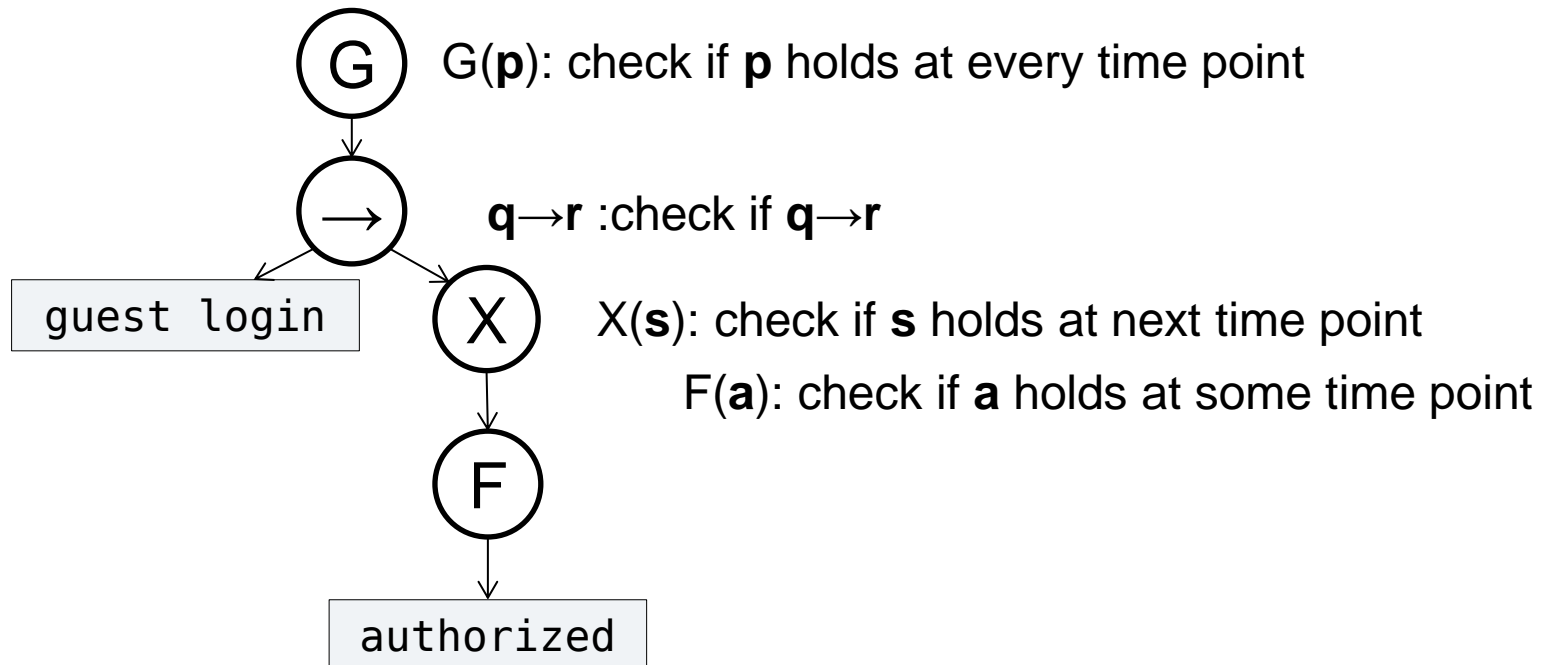 G
G(p): check if p holds at every time point
→
q→r :check if q→r
guest login
X
X(s): check if s holds at next time point
F(a): check if a holds at some time point
F
authorized